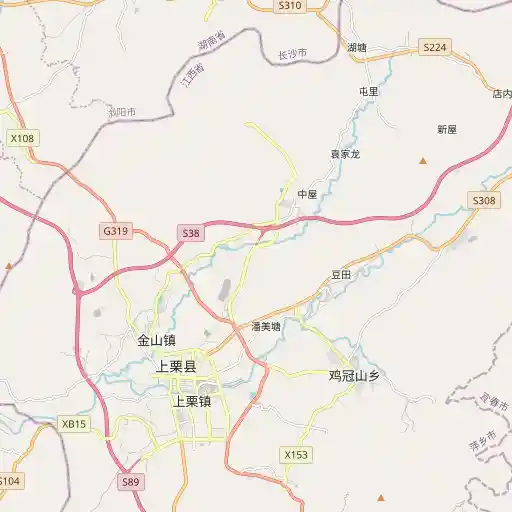 S310
湖南省
长沙市
湖塘
S224
江西省
屯里
店内
浏阳市
新屋
X108
袁家龙
中屋
S308
G319
S38
豆田
潘美塘
金山镇
上栗县
鸡冠山乡
上栗镇
宜春市
XB15
萍乡市
X153
S104
S89